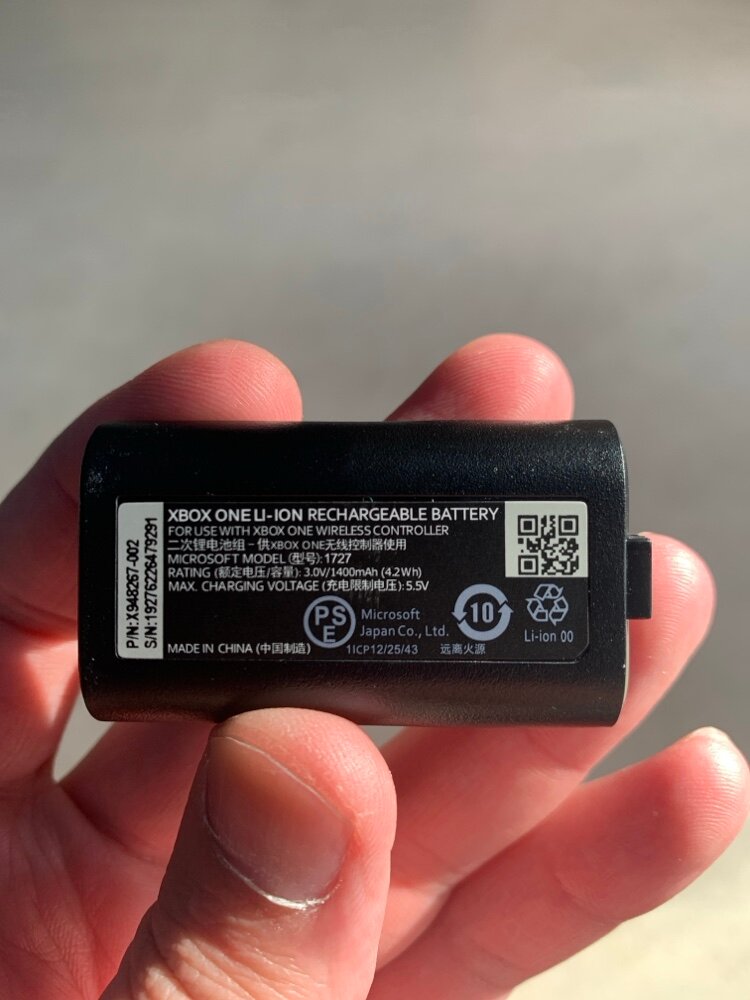 P/N:X948267-002
S/N:19276226479291
XBOX ONE LI-ION RECHARGEABLE BATTERY
FOR USE WITH XBOX ONE WIRELESS CONTROLLER
二次锂电池组 - 供XBOX ONE无线控制器使用
MICROSOFT MODEL (型号): 1727
RATING (额定电压/容量): 3.0V/1400mAh (4.2Wh)
MAX. CHARGING VOLTAGE (充电限制电压): 5.5V
PS
E
Microsoft
Japan Co., Ltd.
10
Li-ion 00
MADE IN CHINA (中国制造)
1ICP12/25/43
远离火源